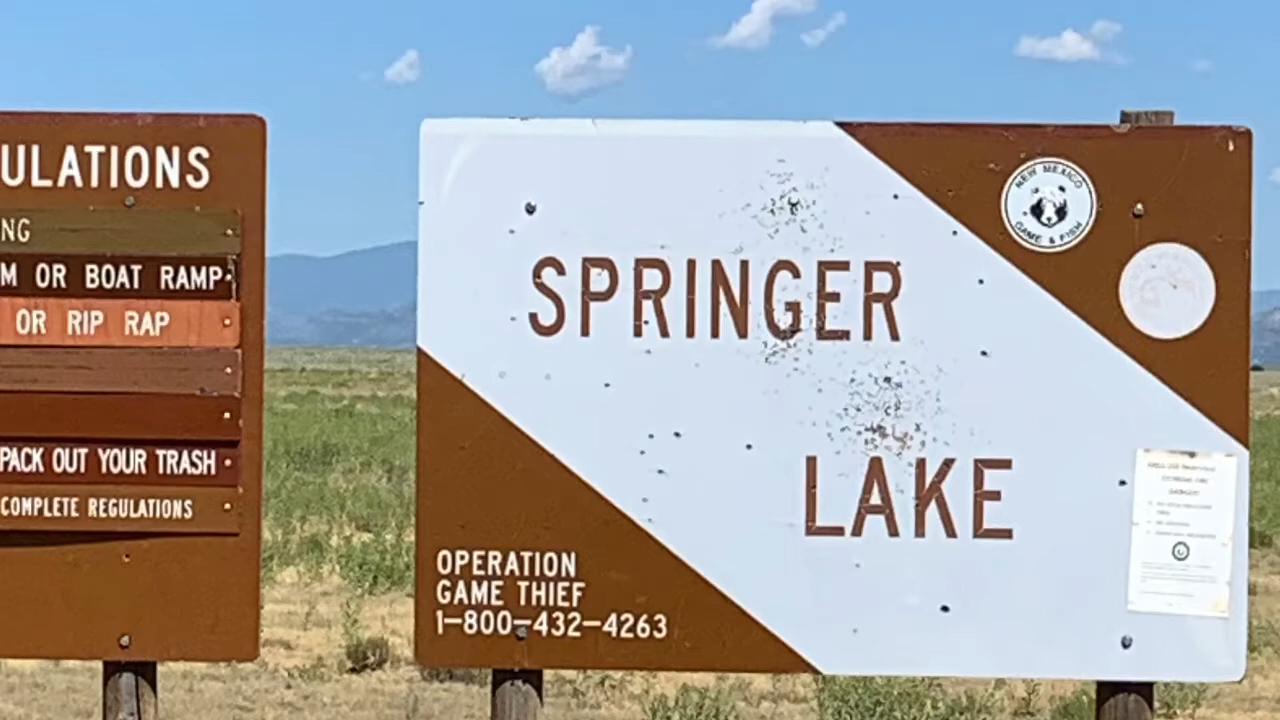 ULATIONS
NG
M OR BOAT RAMP
OR RIP RAP
PACK OUT YOUR TRASH
COMPLETE REGULATIONS
SPRINGER
LAKE
NEW MEXICO
GAME & FISH
OPERATION
GAME THIEF
1-800-432-4263